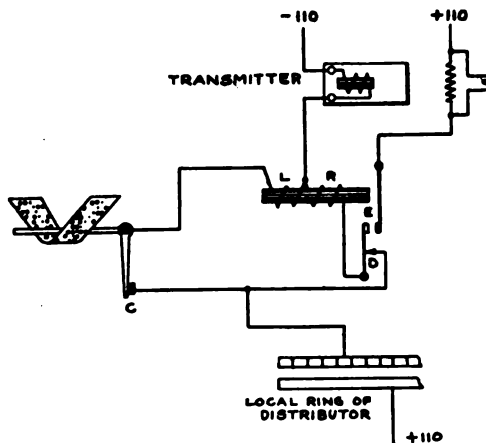 -110
+110
TRANSMITTER
L
R
E
D
C
LOCAL RING OF
DISTRIBUTOR
+110